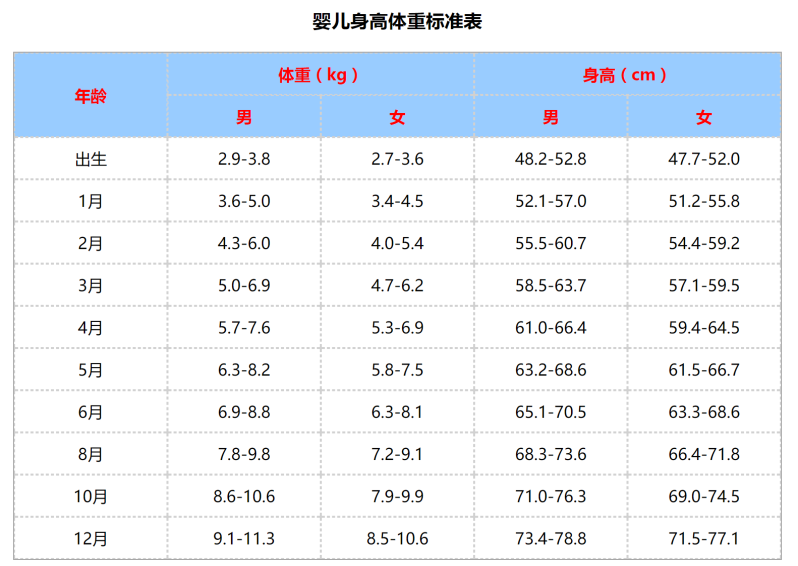 婴儿身高体重标准表
年龄 体重（kg） 身高（cm）
男 女 男 女
出生 2.9-3.8 2.7-3.6 48.2-52.8 47.7-52.0
1月 3.6-5.0 3.4-4.5 52.1-57.0 51.2-55.8
2月 4.3-6.0 4.0-5.4 55.5-60.7 54.4-59.2
3月 5.0-6.9 4.7-6.2 58.5-63.7 57.1-59.5
4月 5.7-7.6 5.3-6.9 61.0-66.4 59.4-64.5
5月 6.3-8.2 5.8-7.5 63.2-68.6 61.5-66.7
6月 6.9-8.8 6.3-8.1 65.1-70.5 63.3-68.6
8月 7.8-9.8 7.2-9.1 68.3-73.6 66.4-71.8
10月 8.6-10.6 7.9-9.9 71.0-76.3 69.0-74.5
12月 9.1-11.3 8.5-10.6 73.4-78.8 71.5-77.1